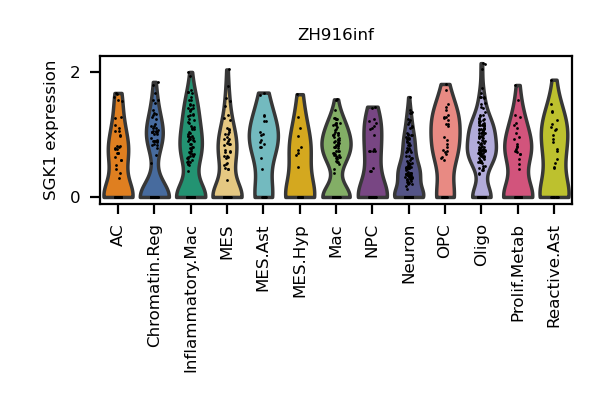 ZH916inf
SGK1 expression
2
0
AC
Chromatin.Reg
Inflammatory.Mac
MES
MES.Ast
MES.Hyp
Mac
NPC
Neuron
OPC
Oligo
Prolif.Metab
Reactive.Ast